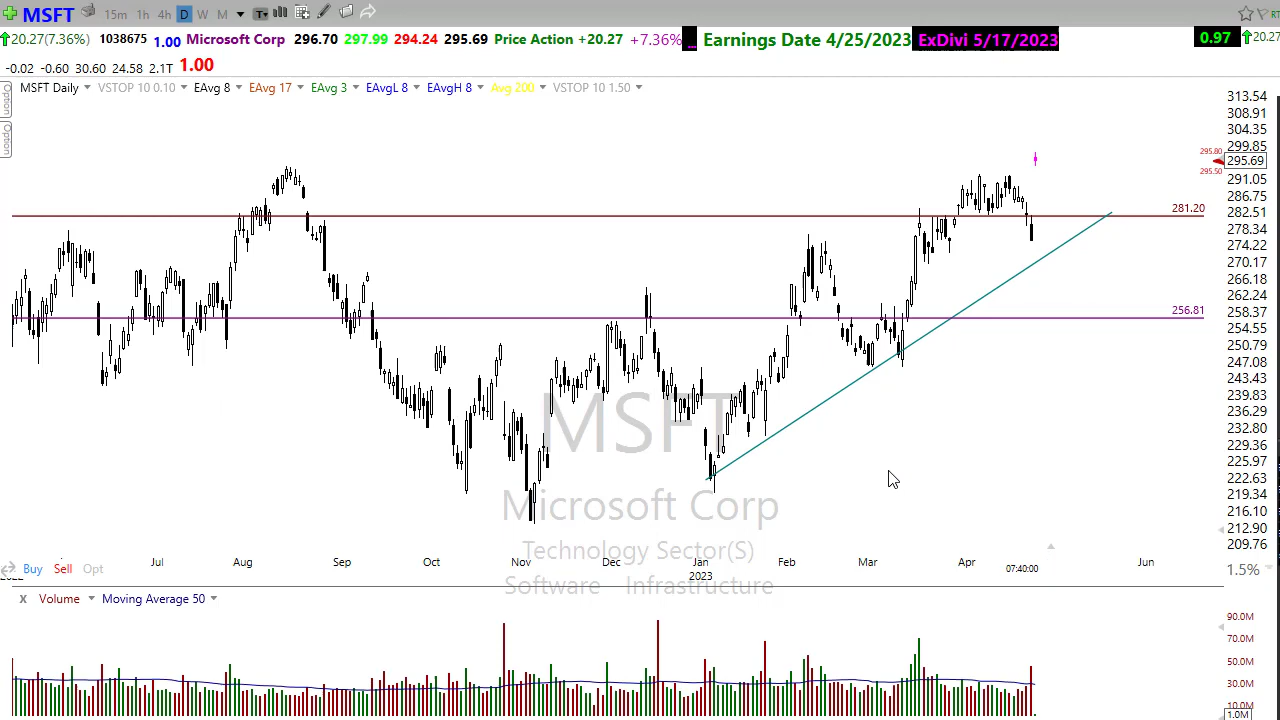 MSFT 15m 1h 4h D W M T
20.27(7.36%) 1038675 1.00 Microsoft Corp 296.70 297.99 294.24 295.69 Price Action +20.27 +7.36% ... Earnings Date 4/25/2023 ExDivi 5/17/2023 0.97 20.27
-0.02 -0.60 30.60 24.58 2.1T 1.00
MSFT Daily VSTOP 10 0.10 EAvg 8 EAvg 17 EAvg 3 EAvgL 8 EAvgH 8 Avg 200 VSTOP 10 1.50
Option
Option
313.54
308.91
304.35
299.85
295.80
295.69
295.50
291.05
286.75
281.20
282.51
278.34
274.22
270.17
266.18
262.24
256.81
258.37
254.55
250.79
247.08
243.43
239.83
236.29
232.80
229.36
225.97
222.63
219.34
216.10
212.90
209.76
MSFT
Microsoft Corp
Technology Sector(S)
Software Infrastructure
Jul Aug Sep Oct Nov Dec Jan Feb Mar Apr 07:40:00 Jun
2023
Buy Sell Opt 1.5%
X Volume Moving Average 50
90.0M
70.0M
50.0M
30.0M
10.0M
1.0M